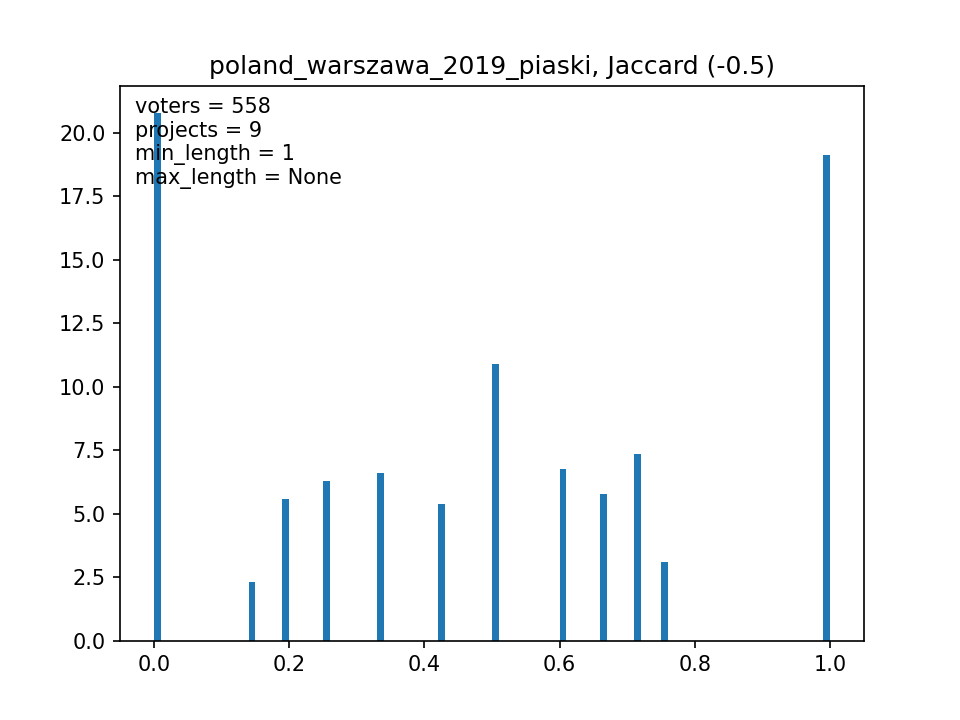 poland_warszawa_2019_piaski, Jaccard (-0.5)
voters = 558
projects = 9
min_length = 1
max_length = None
20.0
17.5
15.0
12.5
10.0
7.5
5.0
2.5
0.0
0.0 0.2 0.4 0.6 0.8 1.0